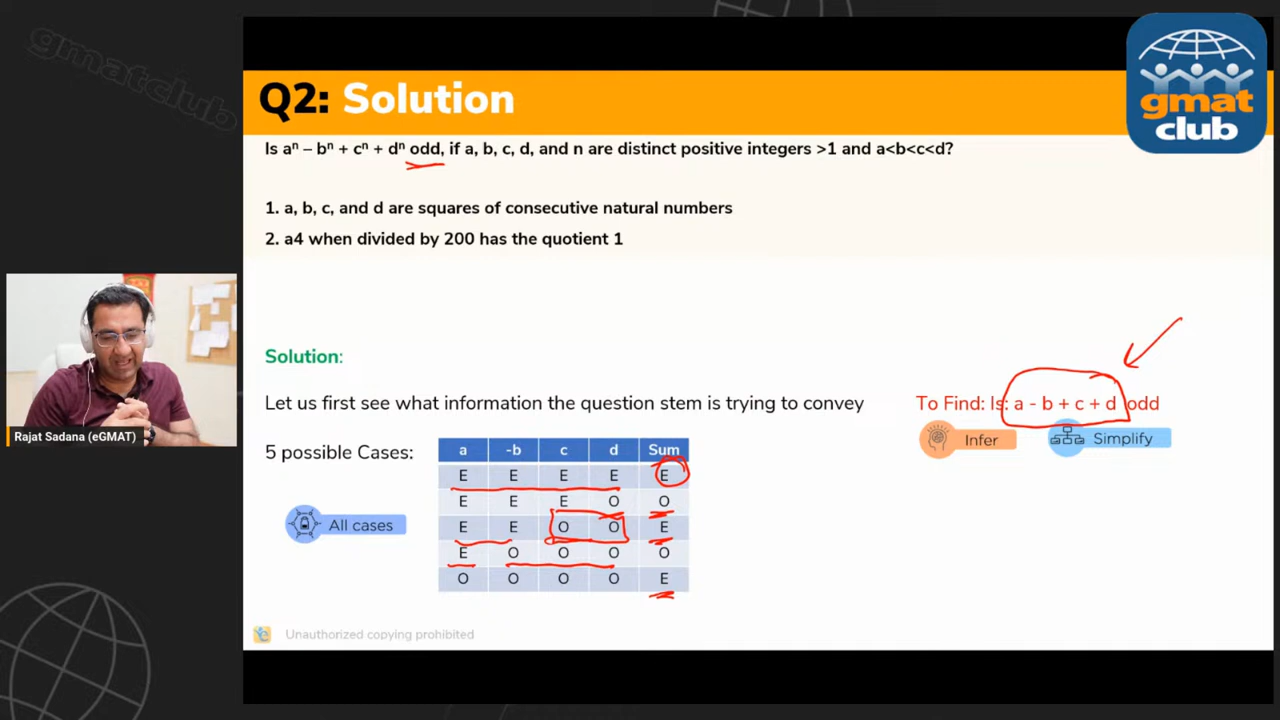 gmatclub
gmat
club
Q2: Solution
Is aⁿ – bⁿ + cⁿ + dⁿ odd, if a, b, c, d, and n are distinct positive integers >1 and a<b<c<d?
1. a, b, c, and d are squares of consecutive natural numbers
2. a4 when divided by 200 has the quotient 1
Solution:
Let us first see what information the question stem is trying to convey
To Find: Is: a - b + c + d odd
Infer
Simplify
5 possible Cases:
All cases
a -b c d Sum
E E E E E
E E E O O
E E O O E
E O O O O
O O O O E
Rajat Sadana (eGMAT)
Unauthorized copying prohibited